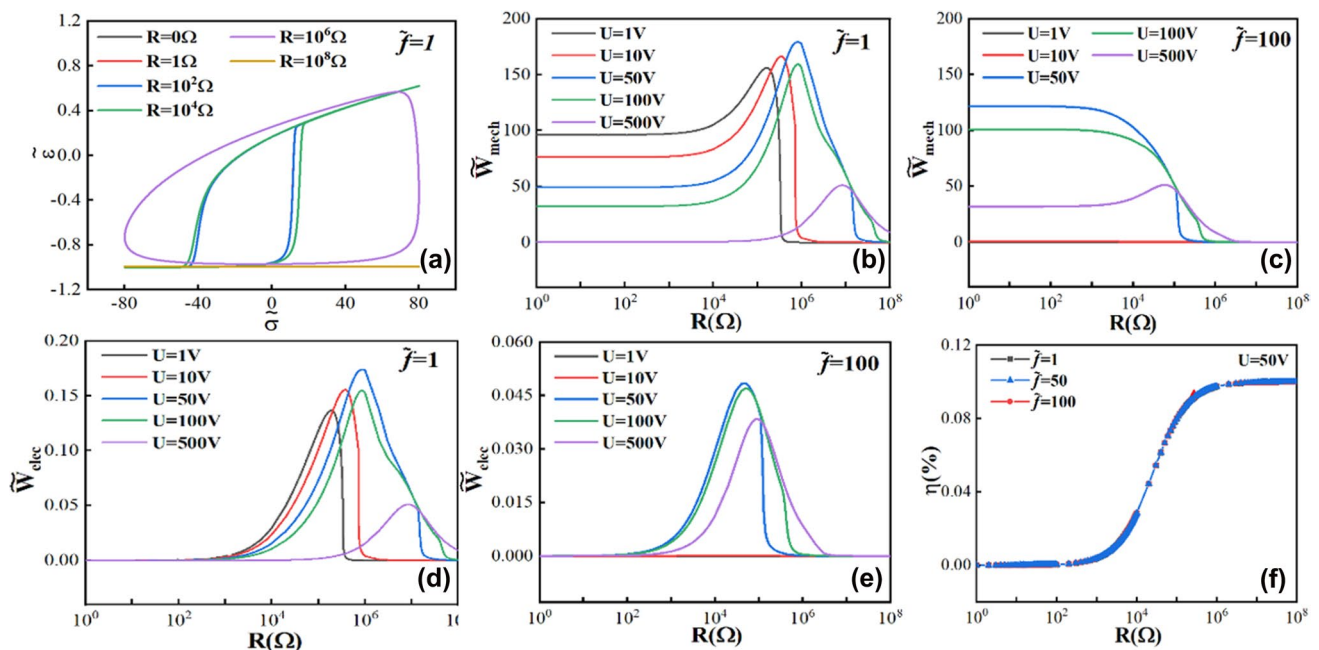 R=0Ω
R=1Ω
R=10²Ω
R=10⁴Ω
R=10⁶Ω
R=10⁸Ω
f̃=1
1.2
0.6
0.0
-0.6
-1.2
ε̃
-80 -40 0 40 80
σ̃
(a)
U=1V
U=10V
U=50V
U=100V
U=500V
f̃=1
200
150
100
50
0
W̃mech
10⁰ 10² 10⁴ 10⁶ 10⁸
R(Ω)
(b)
U=1V
U=10V
U=50V
U=100V
U=500V
f̃=100
200
150
100
50
0
W̃mech
10⁰ 10² 10⁴ 10⁶ 10⁸
R(Ω)
(c)
U=1V
U=10V
U=50V
U=100V
U=500V
f̃=1
0.20
0.15
0.10
0.05
0.00
W̃elec
10⁰ 10² 10⁴ 10⁶
R(Ω)
(d)
U=1V
U=10V
U=50V
U=100V
U=500V
f̃=100
0.060
0.045
0.030
0.015
0.000
W̃elec
10⁰ 10² 10⁴ 10⁶ 10⁸
R(Ω)
(e)
f̃=1
f̃=50
f̃=100
U=50V
0.12
0.08
0.04
0.00
η(%)
10⁰ 10² 10⁴ 10⁶ 10⁸
R(Ω)
(f)